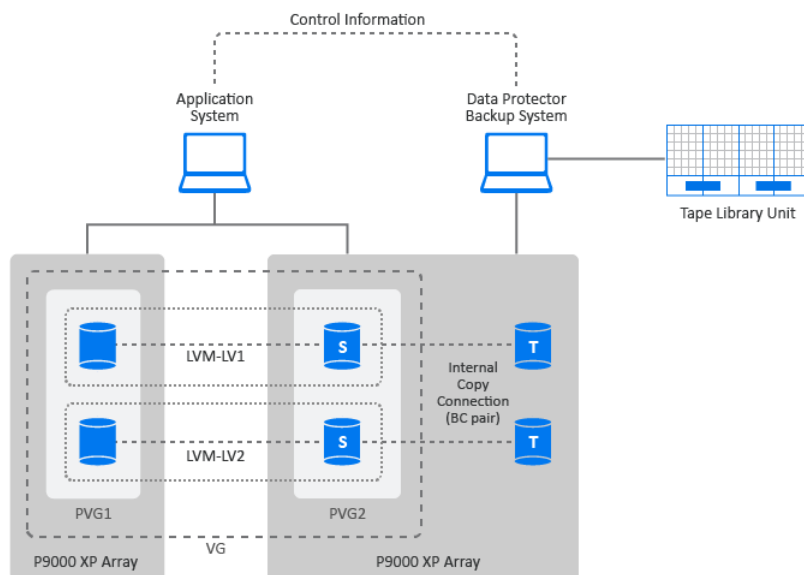 Control Information
Application
System
Data Protector
Backup System
Tape Library Unit
S
T
LVM-LV1
Internal
Copy
Connection
(BC pair)
S
T
LVM-LV2
PVG1
PVG2
VG
P9000 XP Array
P9000 XP Array